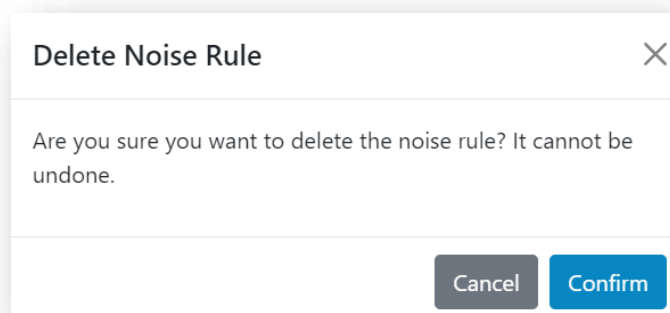 Delete Noise Rule
Are you sure you want to delete the noise rule? It cannot be
undone.
Cancel Confirm